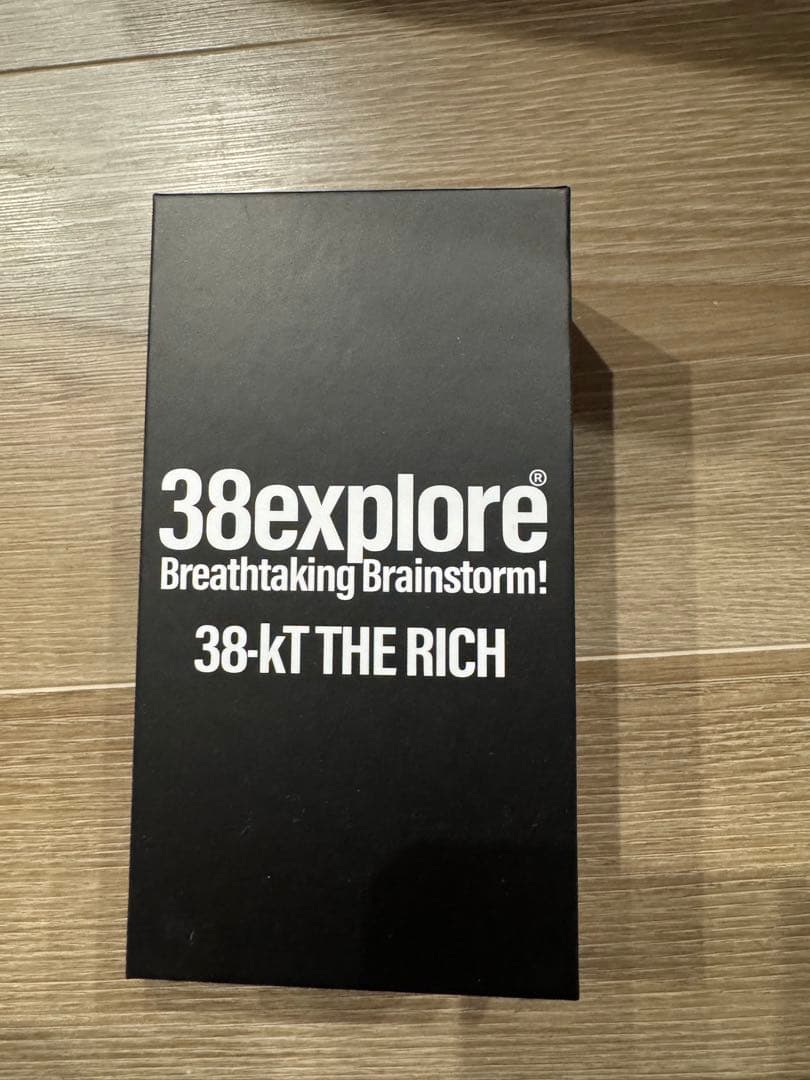 38explore®
Breathtaking Brainstorm!
38-kT THE RICH